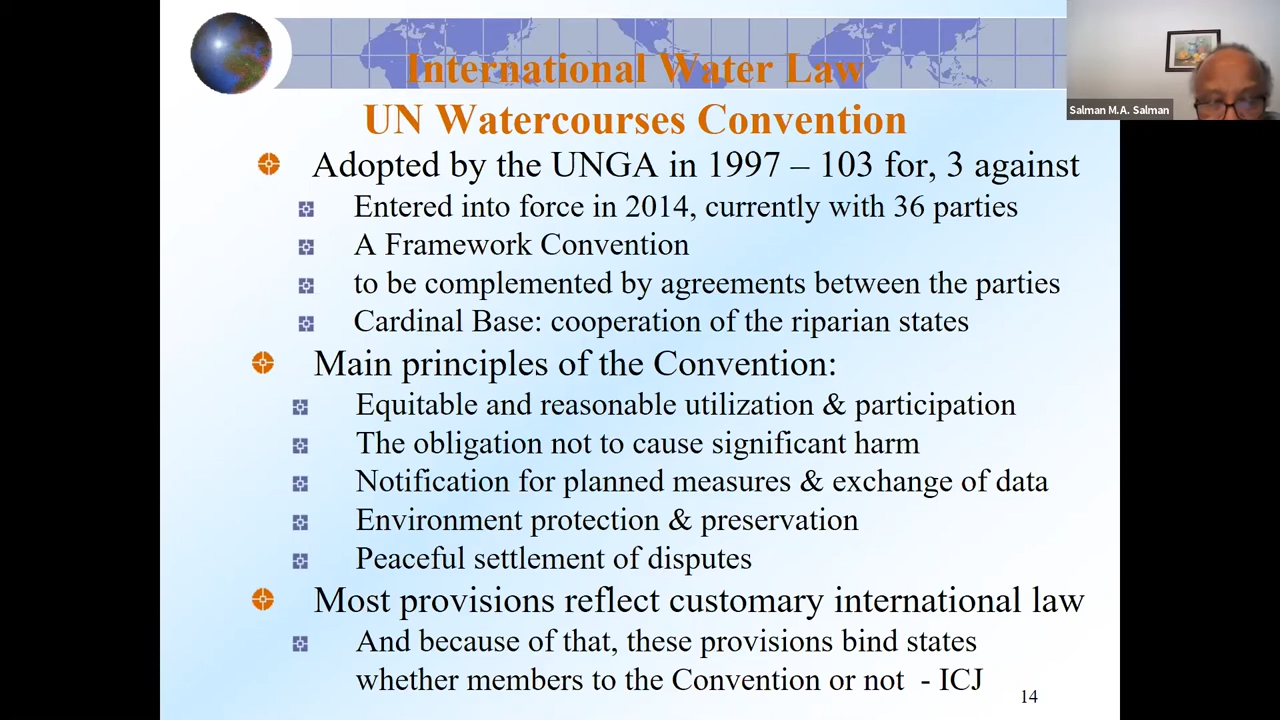 International Water Law
UN Watercourses Convention
Salman M.A. Salman
Adopted by the UNGA in 1997 – 103 for, 3 against
Entered into force in 2014, currently with 36 parties
A Framework Convention
to be complemented by agreements between the parties
Cardinal Base: cooperation of the riparian states
Main principles of the Convention:
Equitable and reasonable utilization & participation
The obligation not to cause significant harm
Notification for planned measures & exchange of data
Environment protection & preservation
Peaceful settlement of disputes
Most provisions reflect customary international law
And because of that, these provisions bind states
whether members to the Convention or not - ICJ
14